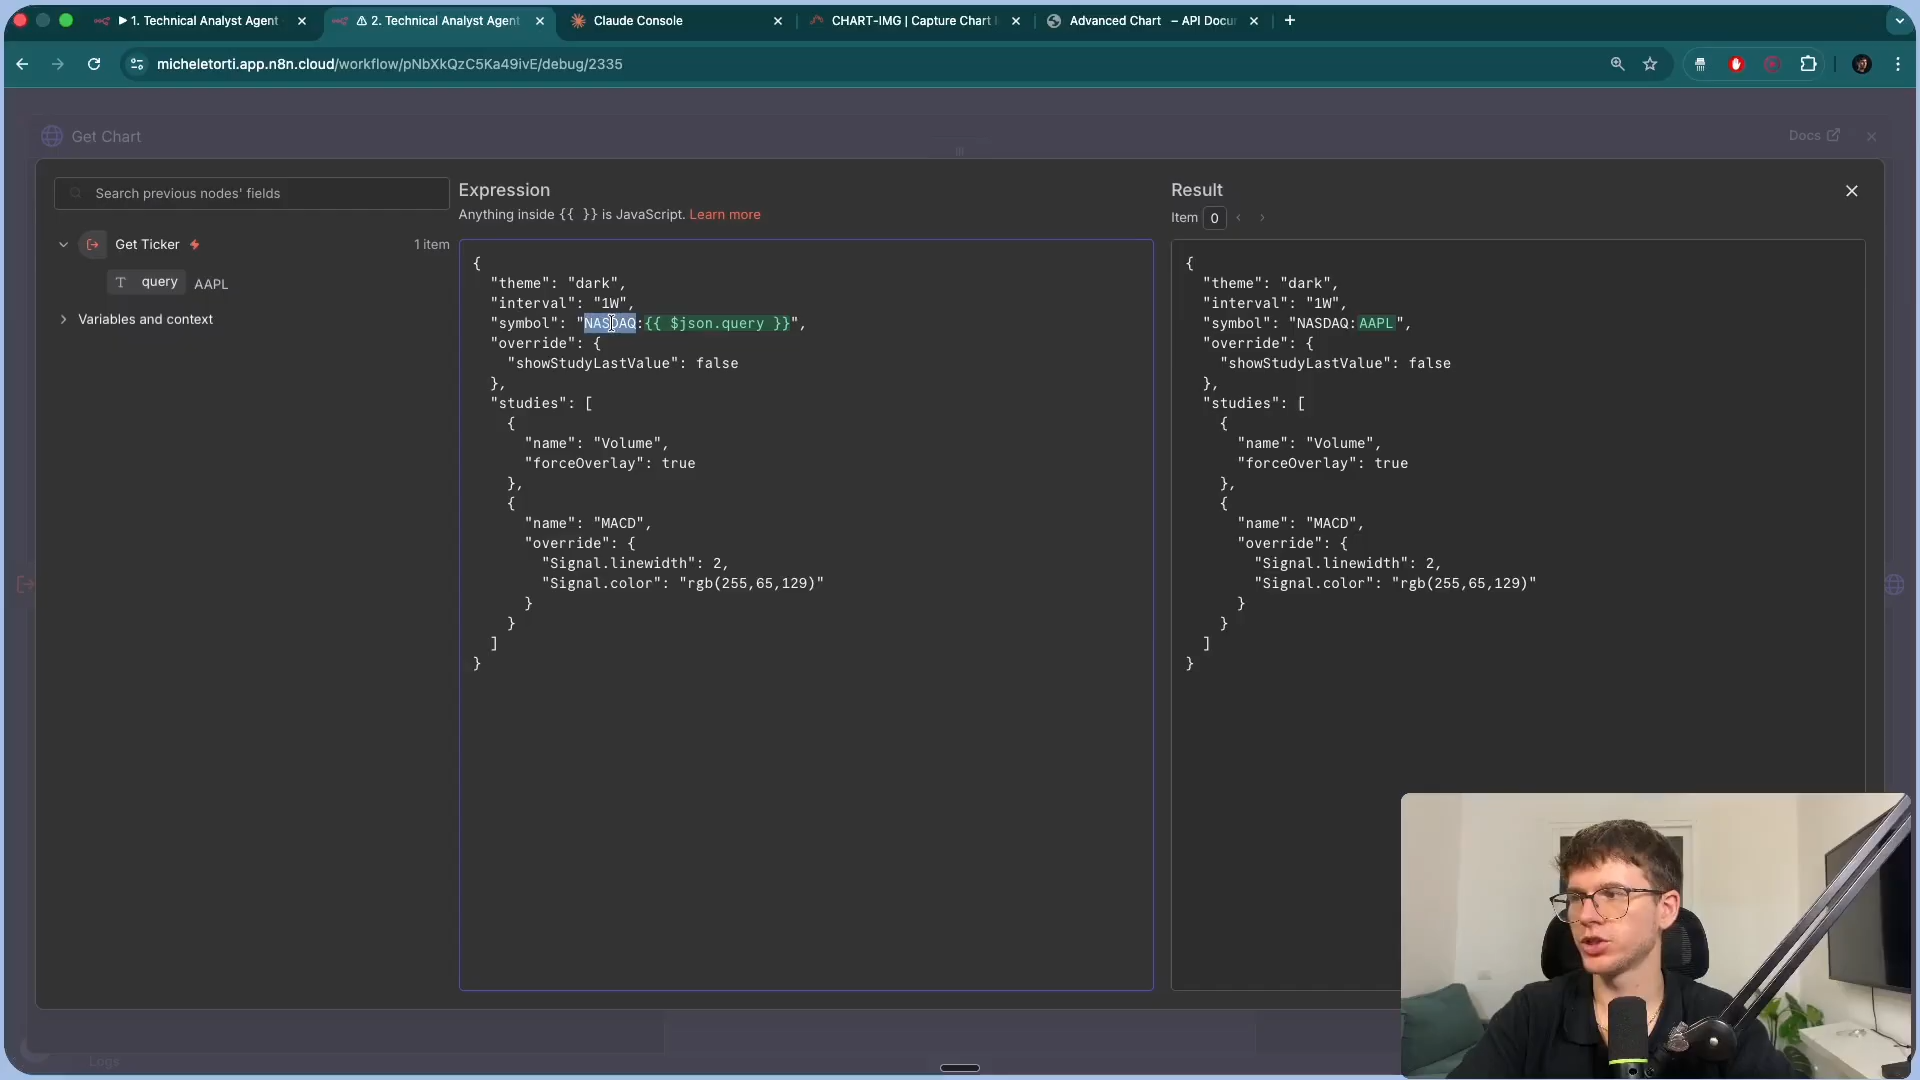 1. Technical Analyst Agent
2. Technical Analyst Agent
Claude Console
CHART-IMG | Capture Chart
Advanced Chart – API Docu
micheletorti.app.n8n.cloud/workflow/pNbXkQzC5Ka49ivE/debug/2335
Get Chart
Docs
Search previous nodes' fields
Get Ticker
1 item
T query AAPL
Variables and context
Expression
Anything inside {{ }} is JavaScript. Learn more
{
"theme": "dark",
"interval": "1W",
"symbol": "NASDAQ:{{ $json.query }}",
"override": {
"showStudyLastValue": false
},
"studies": [
{
"name": "Volume",
"forceOverlay": true
},
{
"name": "MACD",
"override": {
"Signal.linewidth": 2,
"Signal.color": "rgb(255,65,129)"
}
}
]
}
Result
Item 0
{
"theme": "dark",
"interval": "1W",
"symbol": "NASDAQ:AAPL",
"override": {
"showStudyLastValue": false
},
"studies": [
{
"name": "Volume",
"forceOverlay": true
},
{
"name": "MACD",
"override": {
"Signal.linewidth": 2,
"Signal.color": "rgb(255,65,129)"
}
}
]
}
Logs